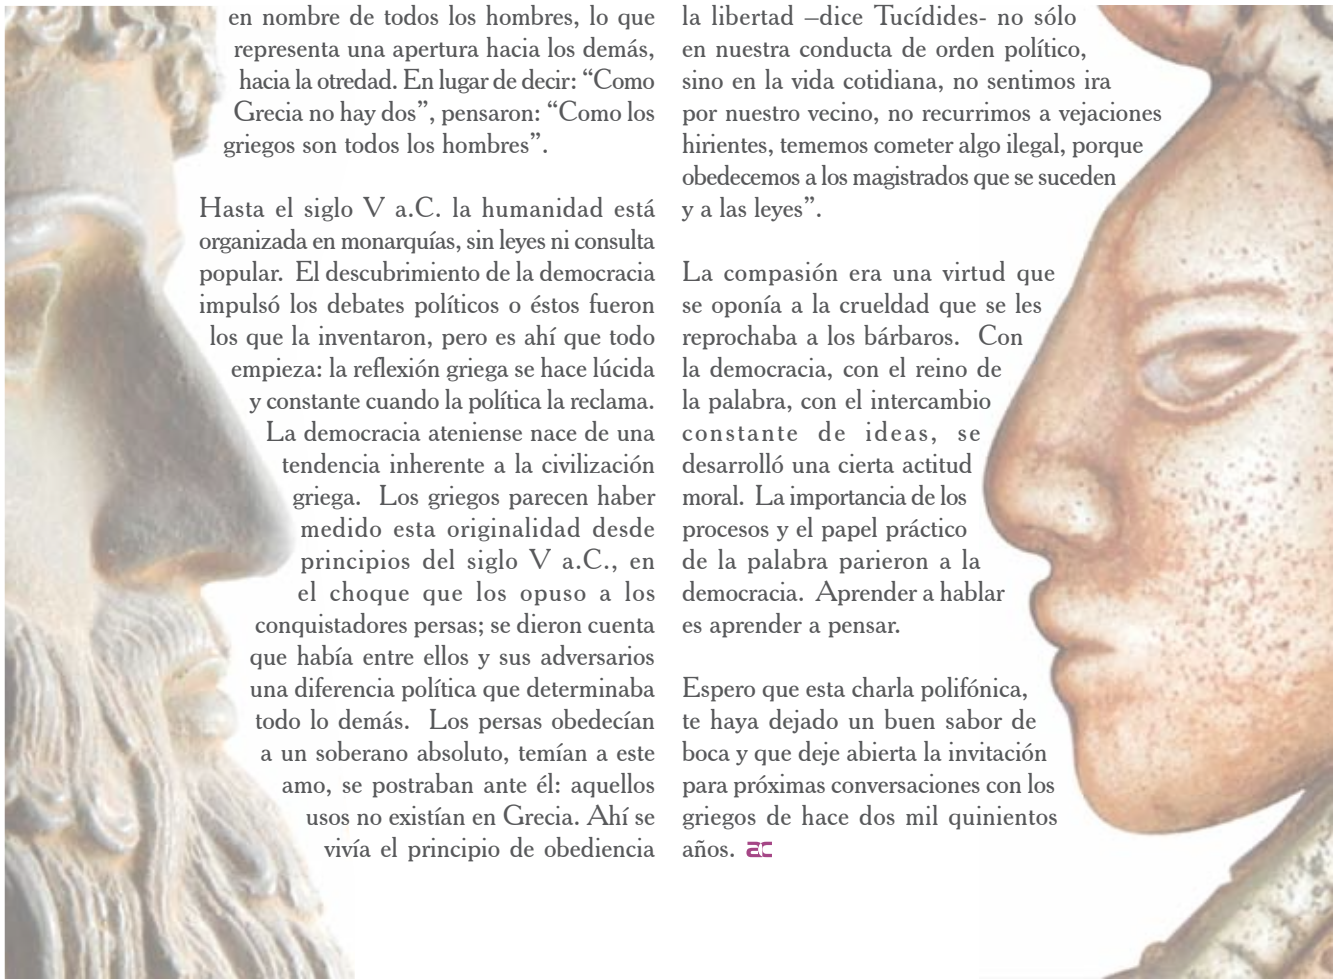 en nombre de todos los hombres, lo que
representa una apertura hacia los demás,
hacia la otredad. En lugar de decir: “Como
Grecia no hay dos”, pensaron: “Como los
griegos son todos los hombres”.

Hasta el siglo V a.C. la humanidad está
organizada en monarquías, sin leyes ni consulta
popular. El descubrimiento de la democracia
impulsó los debates políticos o éstos fueron
los que la inventaron, pero es ahí que todo
empieza: la reflexión griega se hace lúcida
y constante cuando la política la reclama.
La democracia ateniense nace de una
tendencia inherente a la civilización
griega. Los griegos parecen haber
medido esta originalidad desde
principios del siglo V a.C., en
el choque que los opuso a los
conquistadores persas; se dieron cuenta
que había entre ellos y sus adversarios
una diferencia política que determinaba
todo lo demás. Los persas obedecían
a un soberano absoluto, temían a este
amo, se postraban ante él: aquellos
usos no existían en Grecia. Ahí se
vivía el principio de obediencia

la libertad –dice Tucídides- no sólo
en nuestra conducta de orden político,
sino en la vida cotidiana, no sentimos ira
por nuestro vecino, no recurrimos a vejaciones
hirientes, tememos cometer algo ilegal, porque
obedecemos a los magistrados que se suceden
y a las leyes”.

La compasión era una virtud que
se oponía a la crueldad que se les
reprochaba a los bárbaros. Con
la democracia, con el reino de
la palabra, con el intercambio
constante de ideas, se
desarrolló una cierta actitud
moral. La importancia de los
procesos y el papel práctico
de la palabra parieron a la
democracia. Aprender a hablar
es aprender a pensar.

Espero que esta charla polifónica,
te haya dejado un buen sabor de
boca y que deje abierta la invitación
para próximas conversaciones con los
griegos de hace dos mil quinientos
años. ac